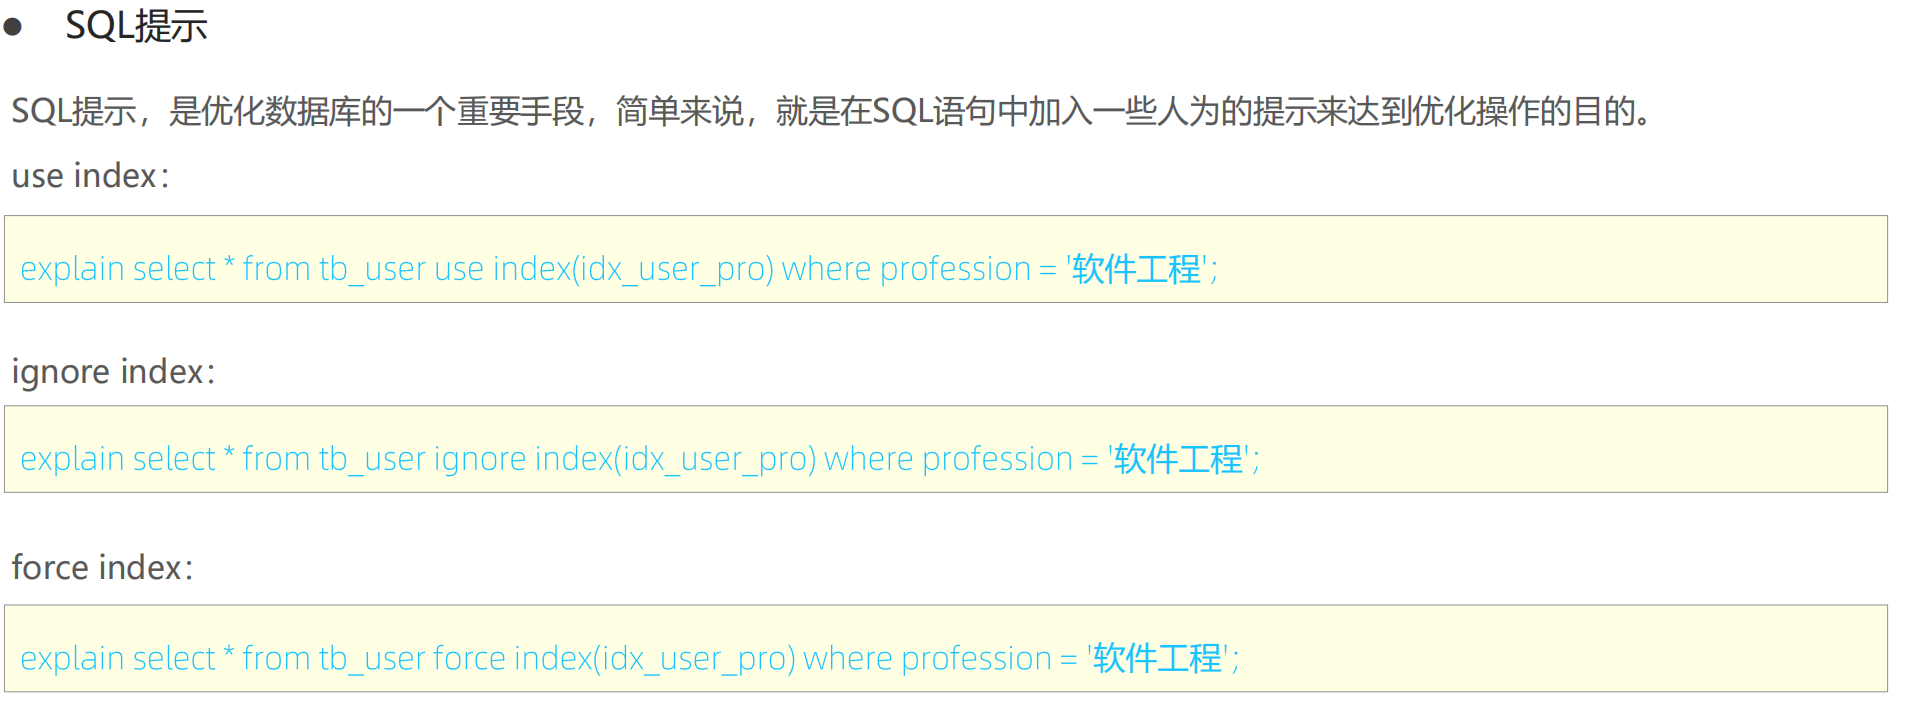 ● SQL提示
SQL提示，是优化数据库的一个重要手段，简单来说，就是在SQL语句中加入一些人为的提示来达到优化操作的目的。
use index：
explain select * from tb_user use index(idx_user_pro) where profession = '软件工程';
ignore index：
explain select * from tb_user ignore index(idx_user_pro) where profession = '软件工程';
force index：
explain select * from tb_user force index(idx_user_pro) where profession = '软件工程';